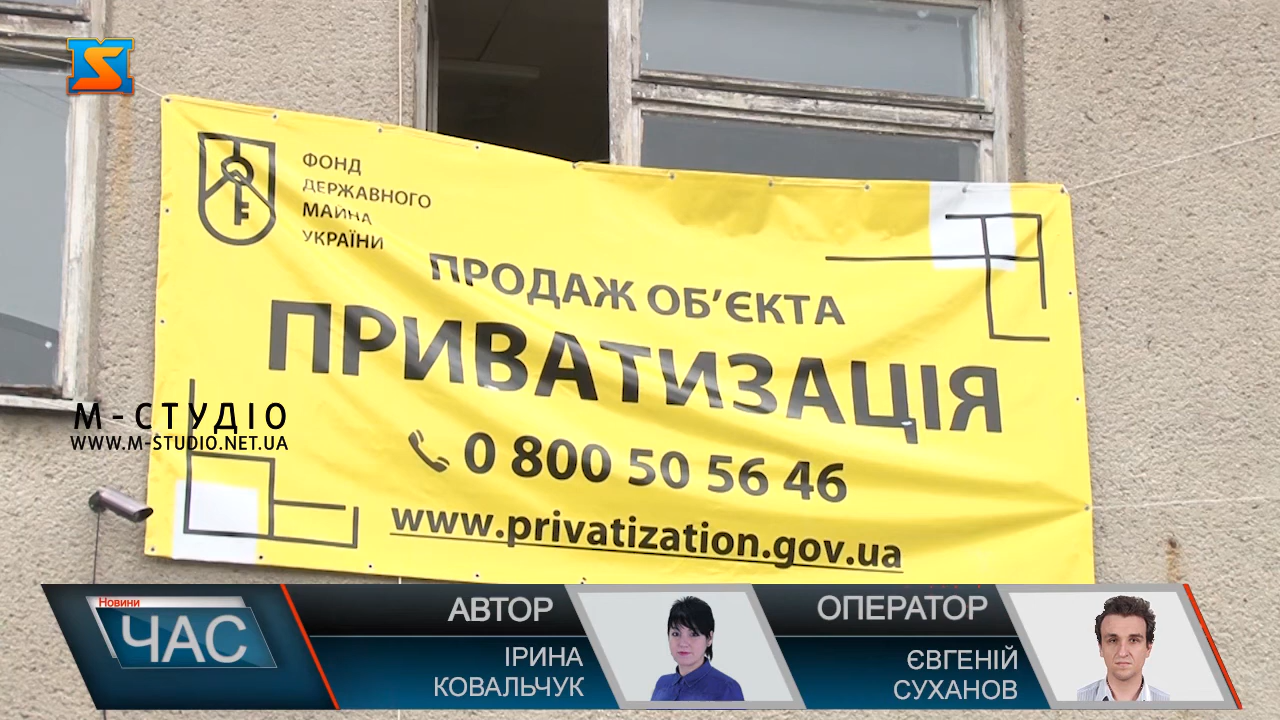 ФОНД
ДЕРЖАВНОГО
МАЙНА
УКРАЇНИ
ПРОДАЖ ОБ’ЄКТА
ПРИВАТИЗАЦІЯ
0 800 50 56 46
www.privatization.gov.ua
М-СТУДІО
WWW.M-STUDIO.NET.UA
Новини
ЧАС
АВТОР
ІРИНА
КОВАЛЬЧУК
ОПЕРАТОР
ЄВГЕНІЙ
СУХАНОВ